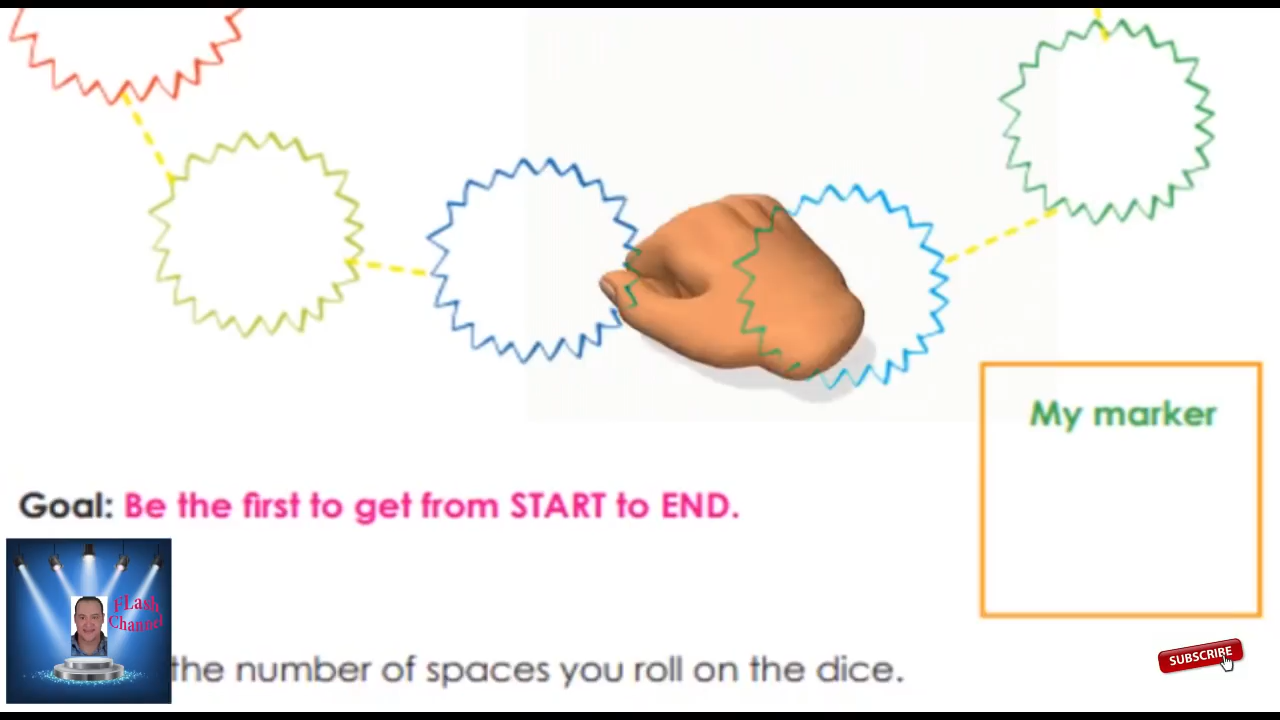 My marker
Goal: Be the first to get from START to END.
FLash
Channel
the number of spaces you roll on the dice.
SUBSCRIBE